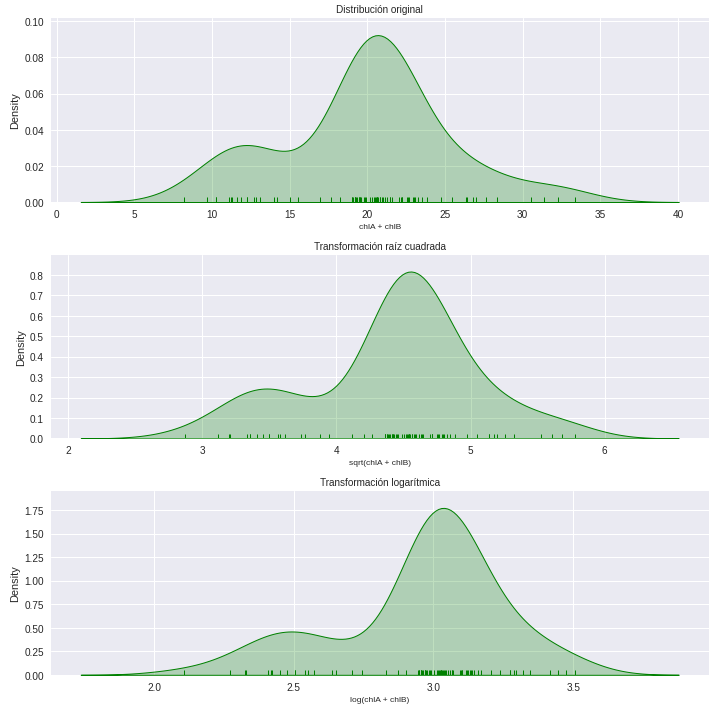 Distribución original
0.10
0.08
0.06
0.04
0.02
0.00
Density
0 5 10 15 20 25 30 35 40
chlA + chlB
Transformación raíz cuadrada
0.8
0.7
0.6
0.5
0.4
0.3
0.2
0.1
0.0
Density
2 3 4 5 6
sqrt(chlA + chlB)
Transformación logarítmica
1.75
1.50
1.25
1.00
0.75
0.50
0.25
0.00
Density
2.0 2.5 3.0 3.5
log(chlA + chlB)